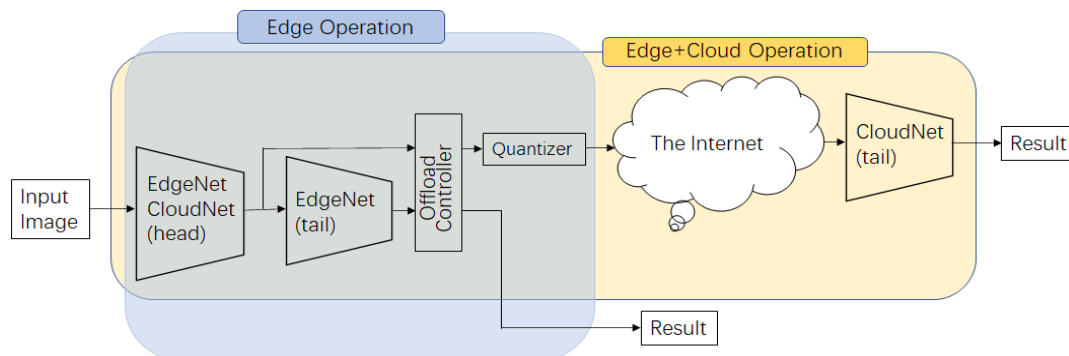 Edge Operation
Edge+Cloud Operation
Input
Image
EdgeNet
CloudNet
(head)
EdgeNet
(tail)
Offload
Controller
Quantizer
The Internet
CloudNet
(tail)
Result
Result